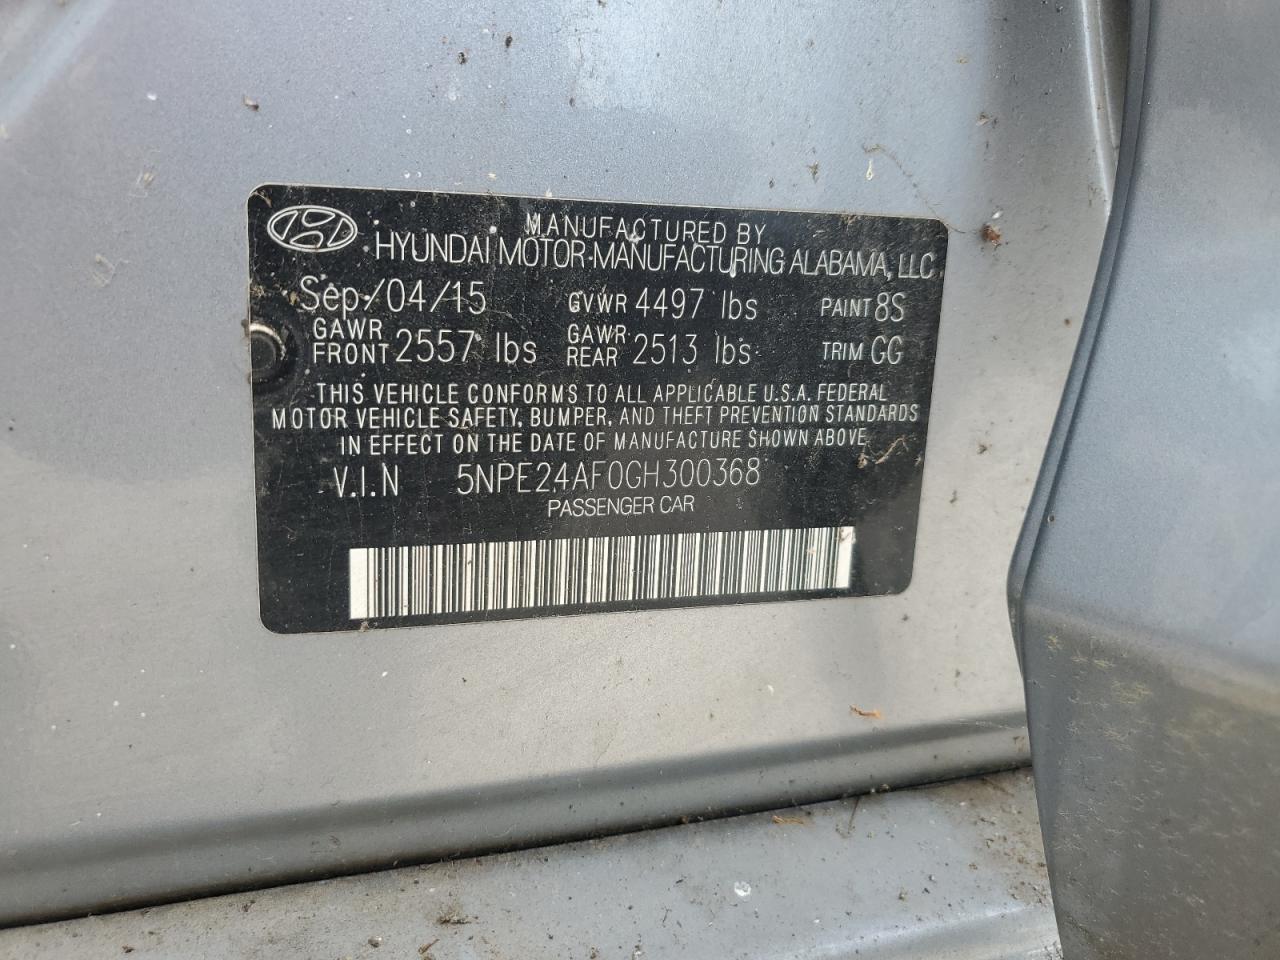 MANUFACTURED BY
HYUNDAI MOTOR MANUFACTURING ALABAMA, LLC
Sep/04/15 GVWR 4497 lbs PAINT 8S
GAWR FRONT 2557 lbs GAWR REAR 2513 lbs TRIM GG
THIS VEHICLE CONFORMS TO ALL APPLICABLE U.S.A. FEDERAL
MOTOR VEHICLE SAFETY, BUMPER, AND THEFT PREVENTION STANDARDS
IN EFFECT ON THE DATE OF MANUFACTURE SHOWN ABOVE
V.I.N 5NPE24AF0GH300368
PASSENGER CAR